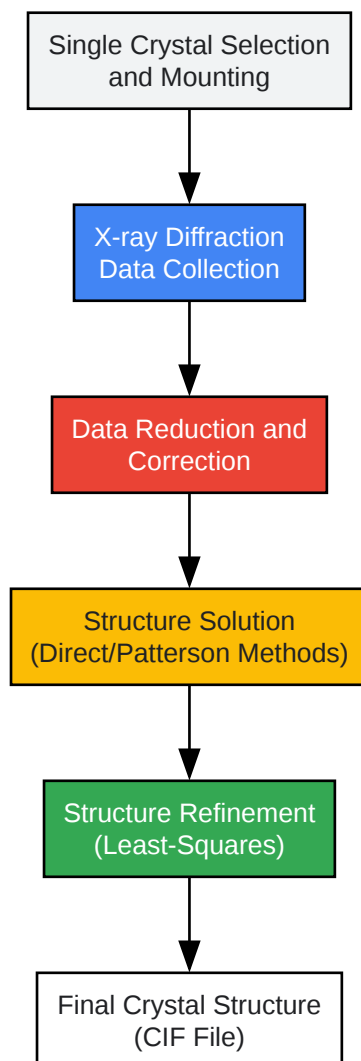 Single Crystal Selection
and Mounting
X-ray Diffraction
Data Collection
Data Reduction and
Correction
Structure Solution
(Direct/Patterson Methods)
Structure Refinement
(Least-Squares)
Final Crystal Structure
(CIF File)